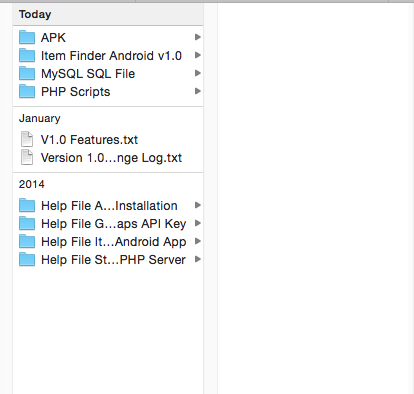 Today
APK
Item Finder Android v1.0
MySQL SQL File
PHP Scripts
January
V1.0 Features.txt
Version 1.0...nge Log.txt
2014
Help File A...Installation
Help File G...aps API Key
Help File It...Android App
Help File St...PHP Server